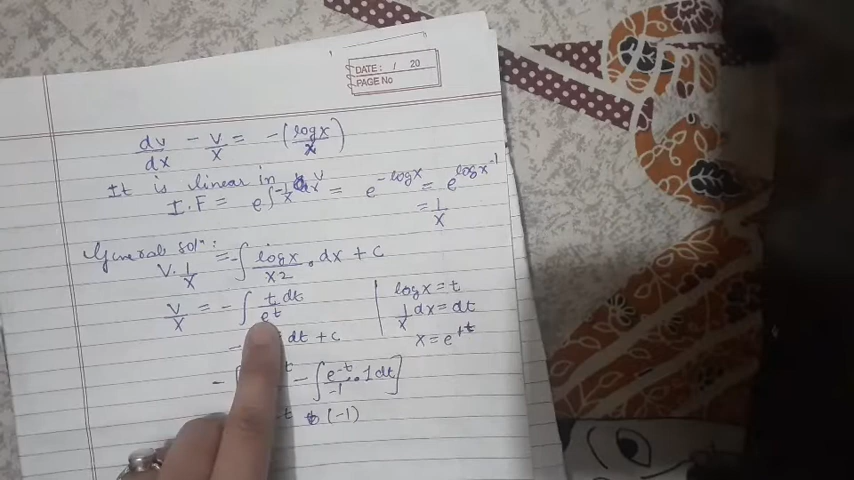 DATE: / 20
PAGE No
dv/dx - v/x = -(log x/x)
It is linear in v
I.F = e∫-1/x dx = e^-log x = e^log x^-1
= 1/x
General solⁿ:
v. 1/x = -∫ log x/x2 . dx + c
v/x = -∫ t dt/e^t
log x = t
1/x dx = dt
x = e^t
dt + c
- ∫ e^-t/-1 . 1 dt]
(-1)